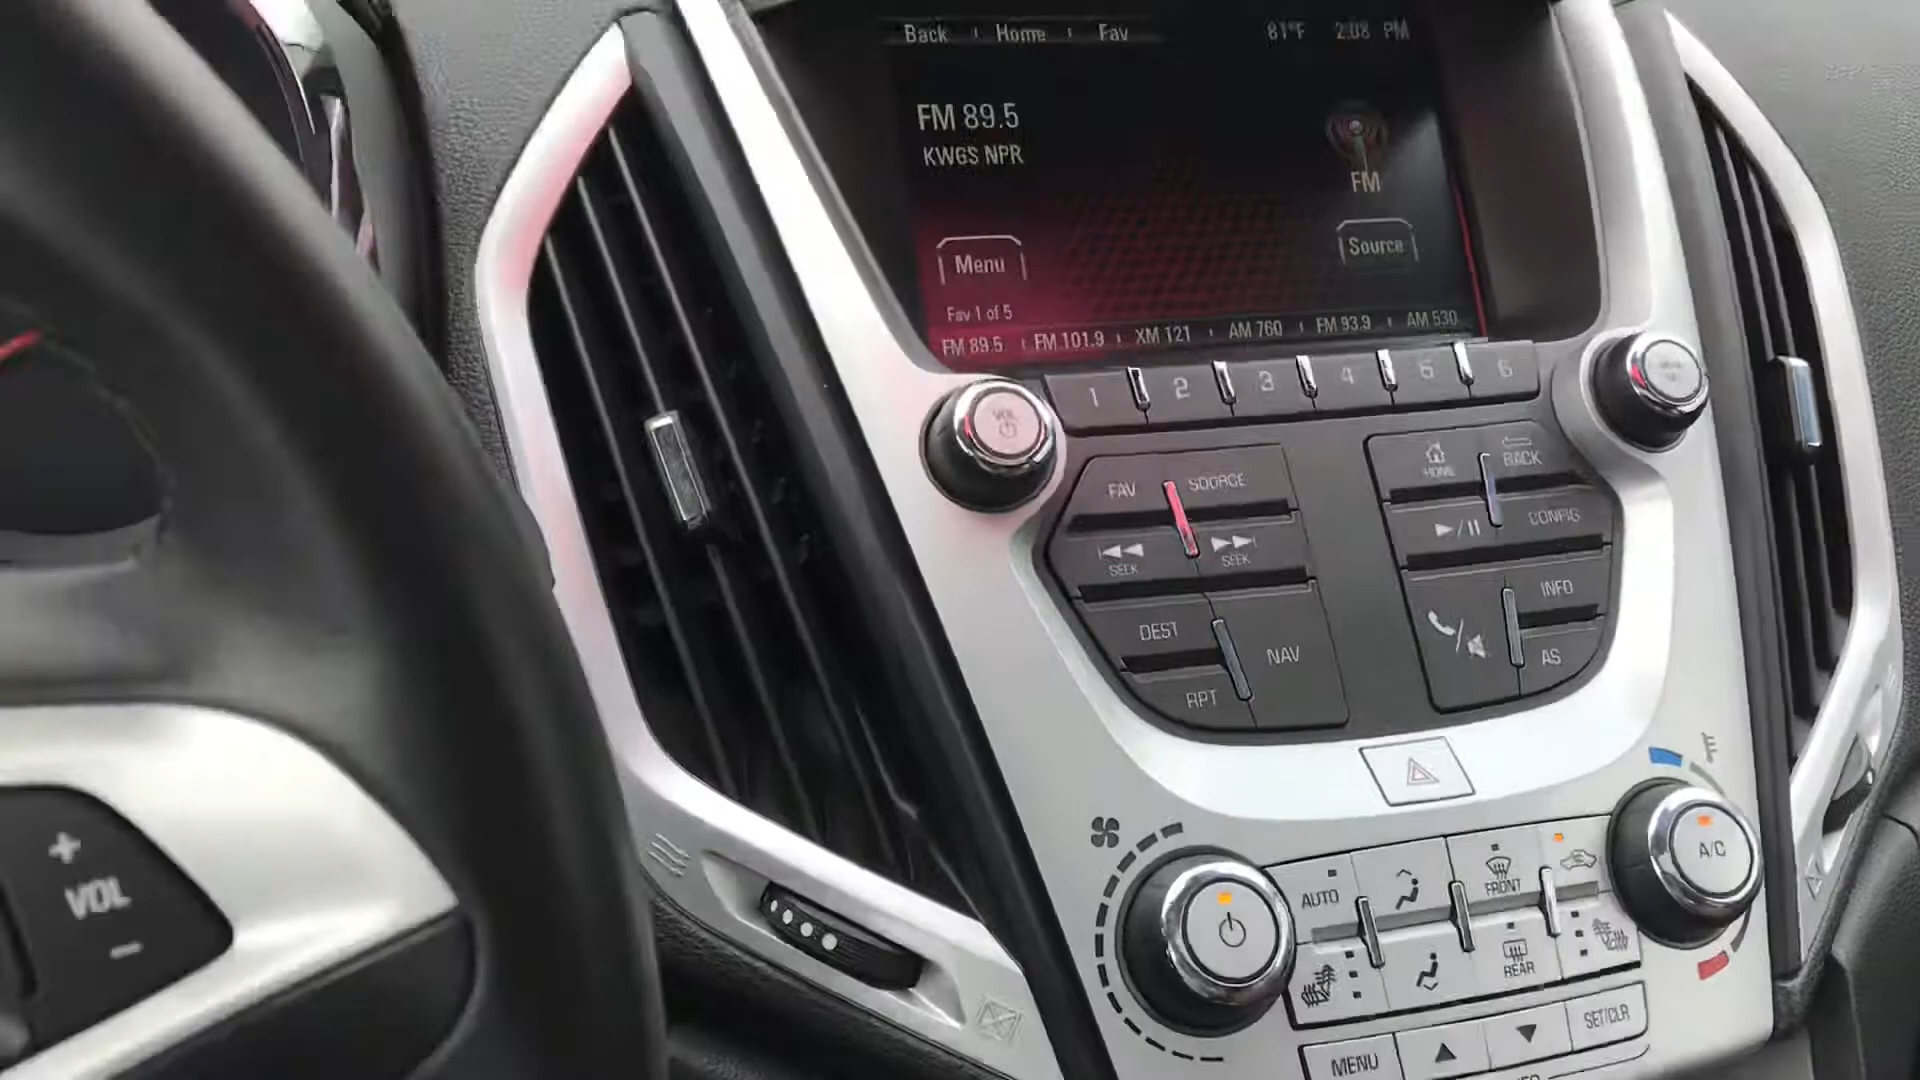 Back Home Fav 81°F 2:08 PM
FM 89.5
KWGS NPR
FM
Menu
Source
Fav 1 of 5
FM 89.5 FM 101.9 XM 121 AM 760 FM 93.9 AM 530
1 2 3 4 5 6
VOL
FAV SOURCE
HOME BACK
SEEK SEEK
CONFIG
DEST NAV
INFO
RPT
AS
+
VOL
−
AUTO
FRONT
A/C
REAR
MENU
SET/CLR